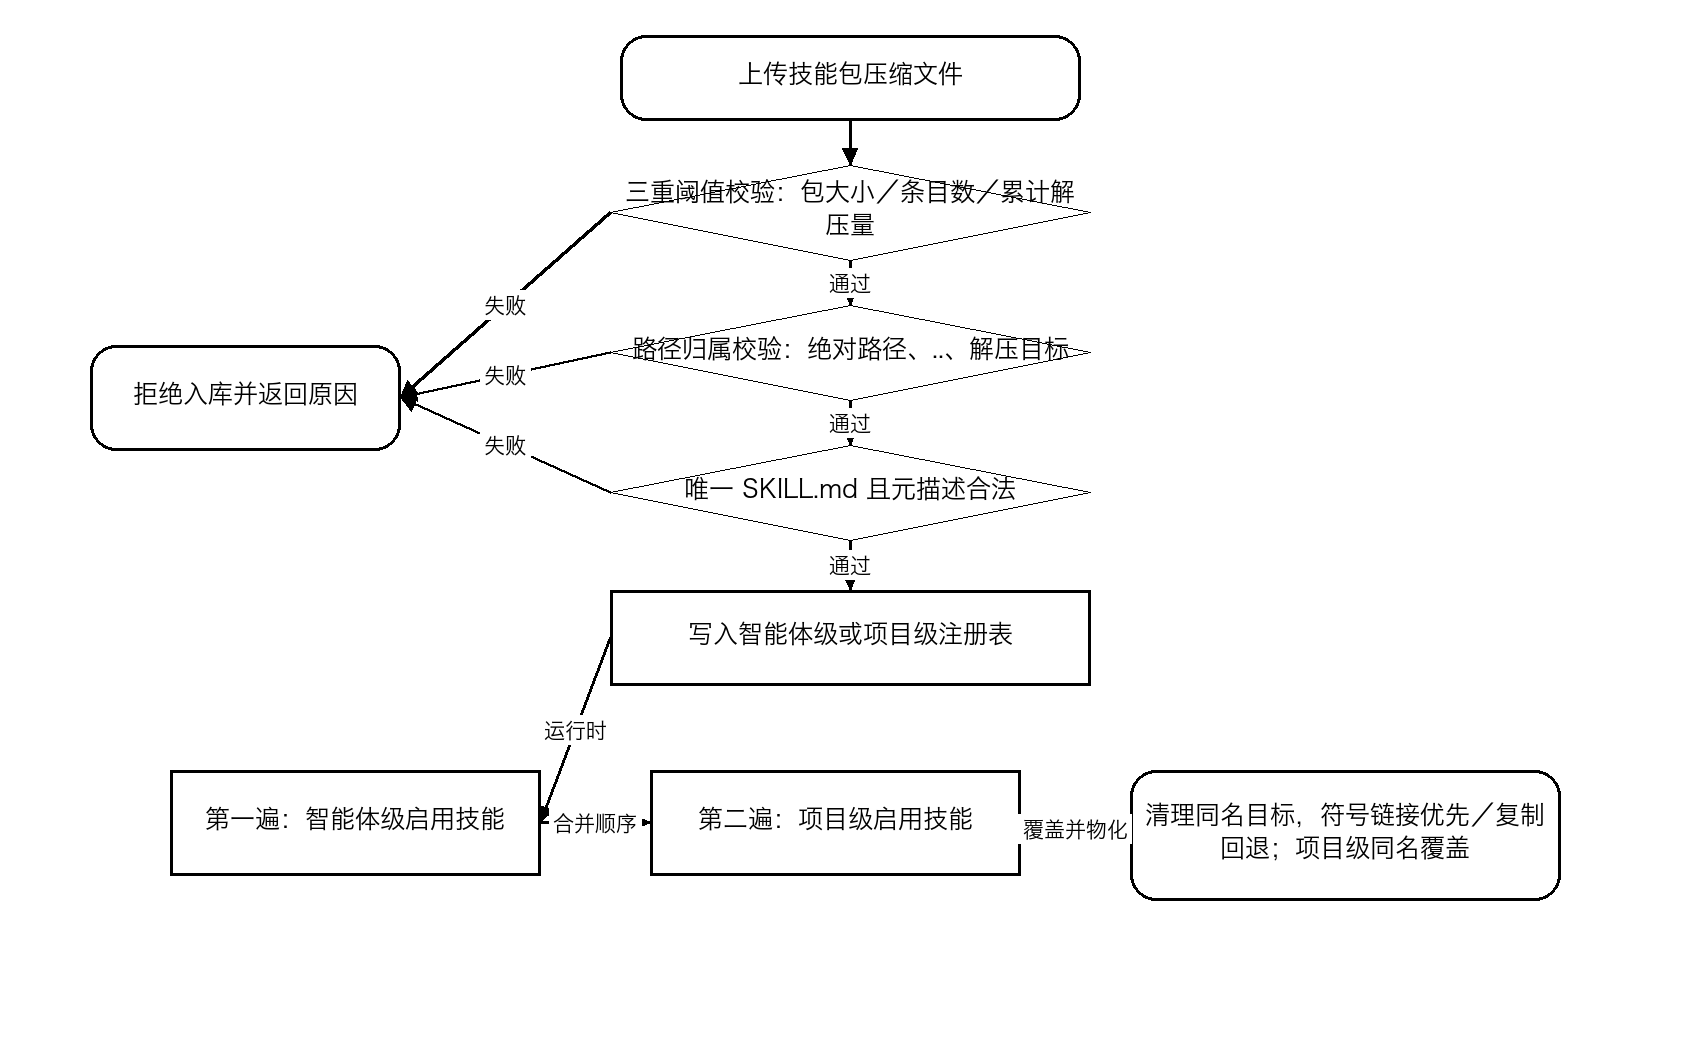 上传技能包压缩文件
三重阈值校验：包大小／条目数／累计解
压量
通过
失败
路径归属校验：绝对路径、..、解压目标
失败
拒绝入库并返回原因
通过
失败
唯一 SKILL.md 且元描述合法
通过
写入智能体级或项目级注册表
运行时
第一遍：智能体级启用技能
合并顺序
第二遍：项目级启用技能
覆盖并物化
清理同名目标，符号链接优先／复制
回退；项目级同名覆盖